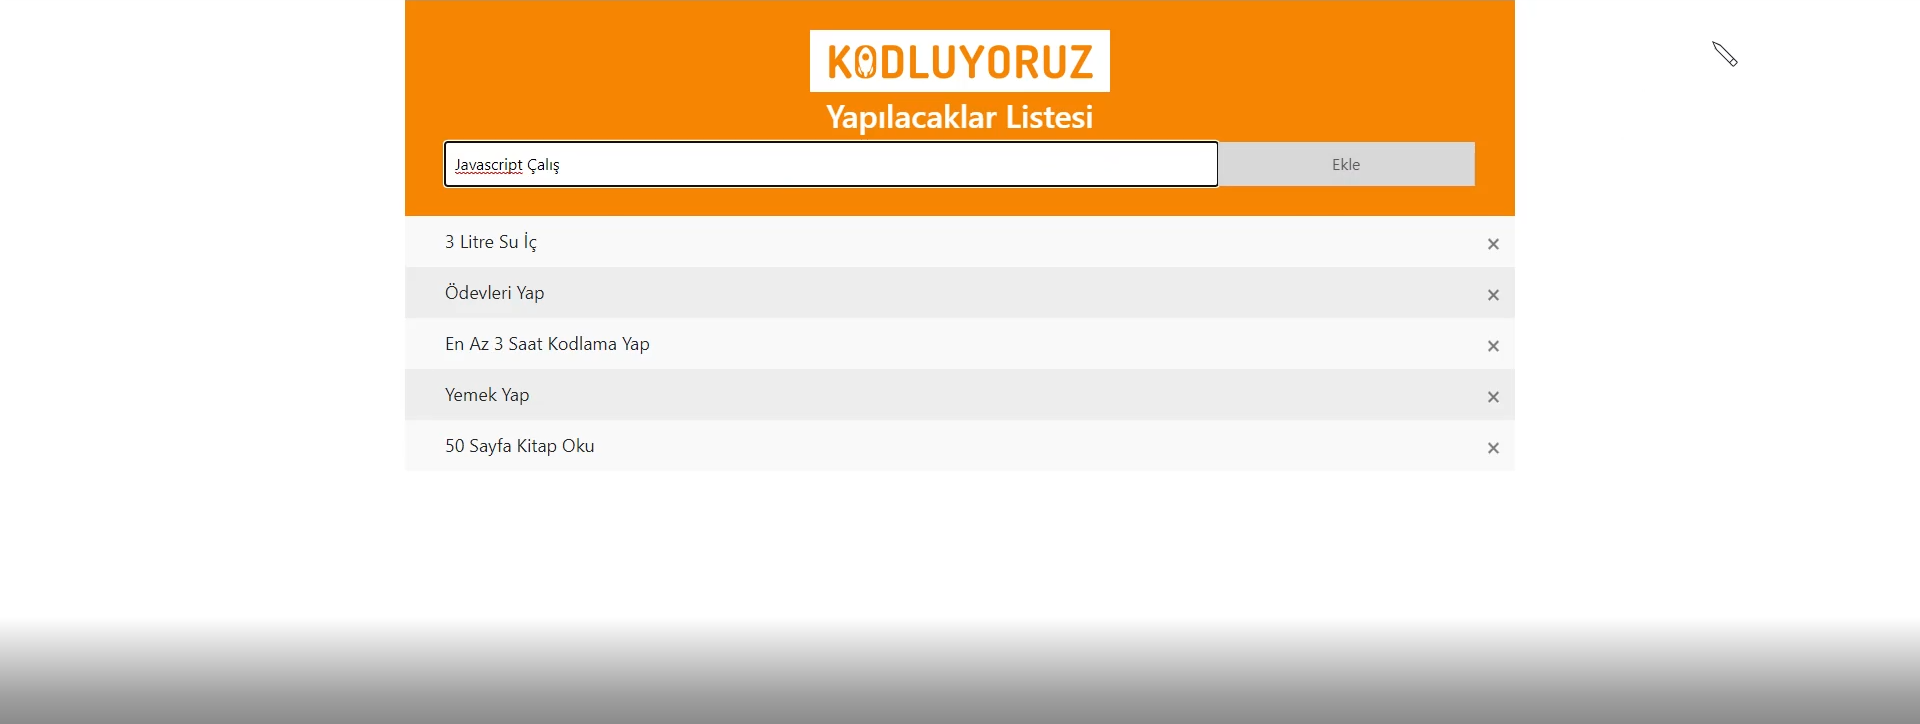 KODLUYORUZ
Yapılacaklar Listesi
Javascript Çalış
Ekle
3 Litre Su İç
×
Ödevleri Yap
×
En Az 3 Saat Kodlama Yap
×
Yemek Yap
×
50 Sayfa Kitap Oku
×